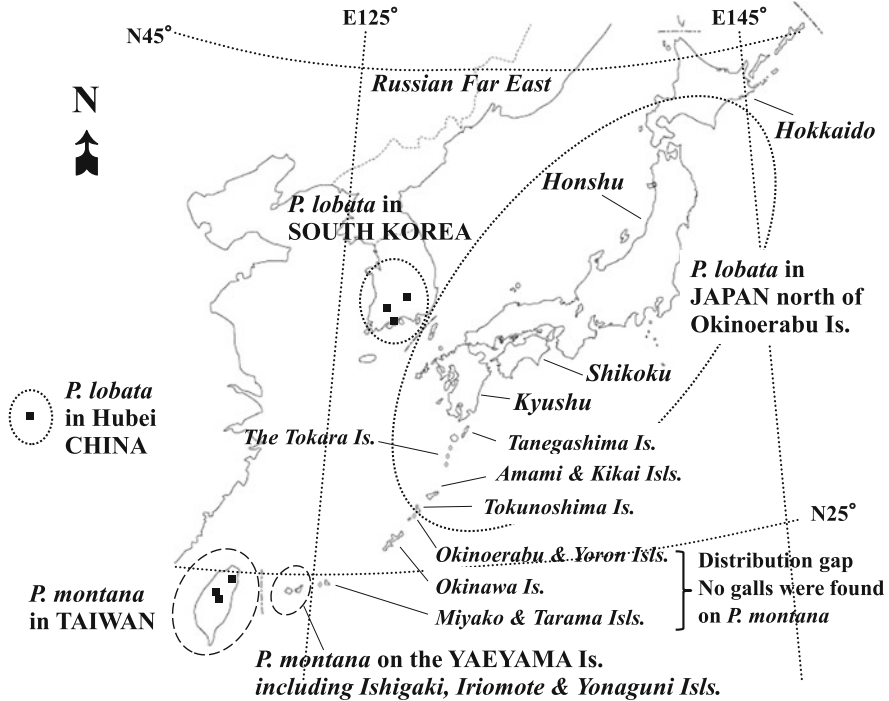 E125°
E145°
N45°
Russian Far East
N
Hokkaido
Honshu
P. lobata in
SOUTH KOREA
P. lobata in
JAPAN north of
Okinoerabu Is.
Shikoku
P. lobata
in Hubei
CHINA
Kyushu
The Tokara Is.
Tanegashima Is.
Amami & Kikai Isls.
Tokunoshima Is.
N25°
Okinoerabu & Yoron Isls.
Okinawa Is.
Miyako & Tarama Isls.
Distribution gap
No galls were found
on P. montana
P. montana
in TAIWAN
P. montana on the YAEYAMA Is.
including Ishigaki, Iriomote & Yonaguni Isls.